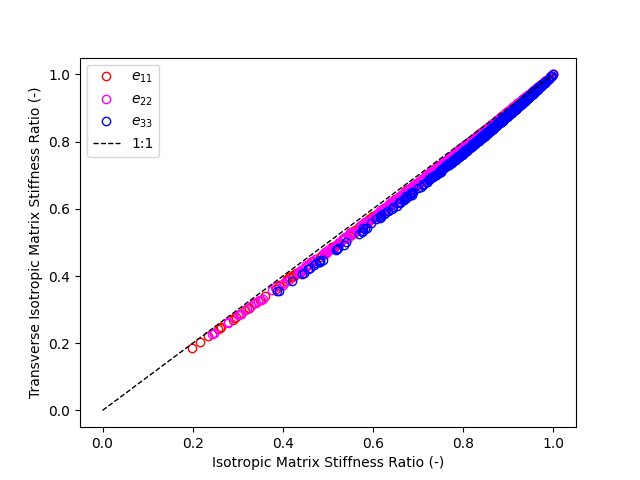 e11
e22
e33
1:1
1.0
0.8
0.6
0.4
0.2
0.0
Transverse Isotropic Matrix Stiffness Ratio (-)
0.0 0.2 0.4 0.6 0.8 1.0
Isotropic Matrix Stiffness Ratio (-)